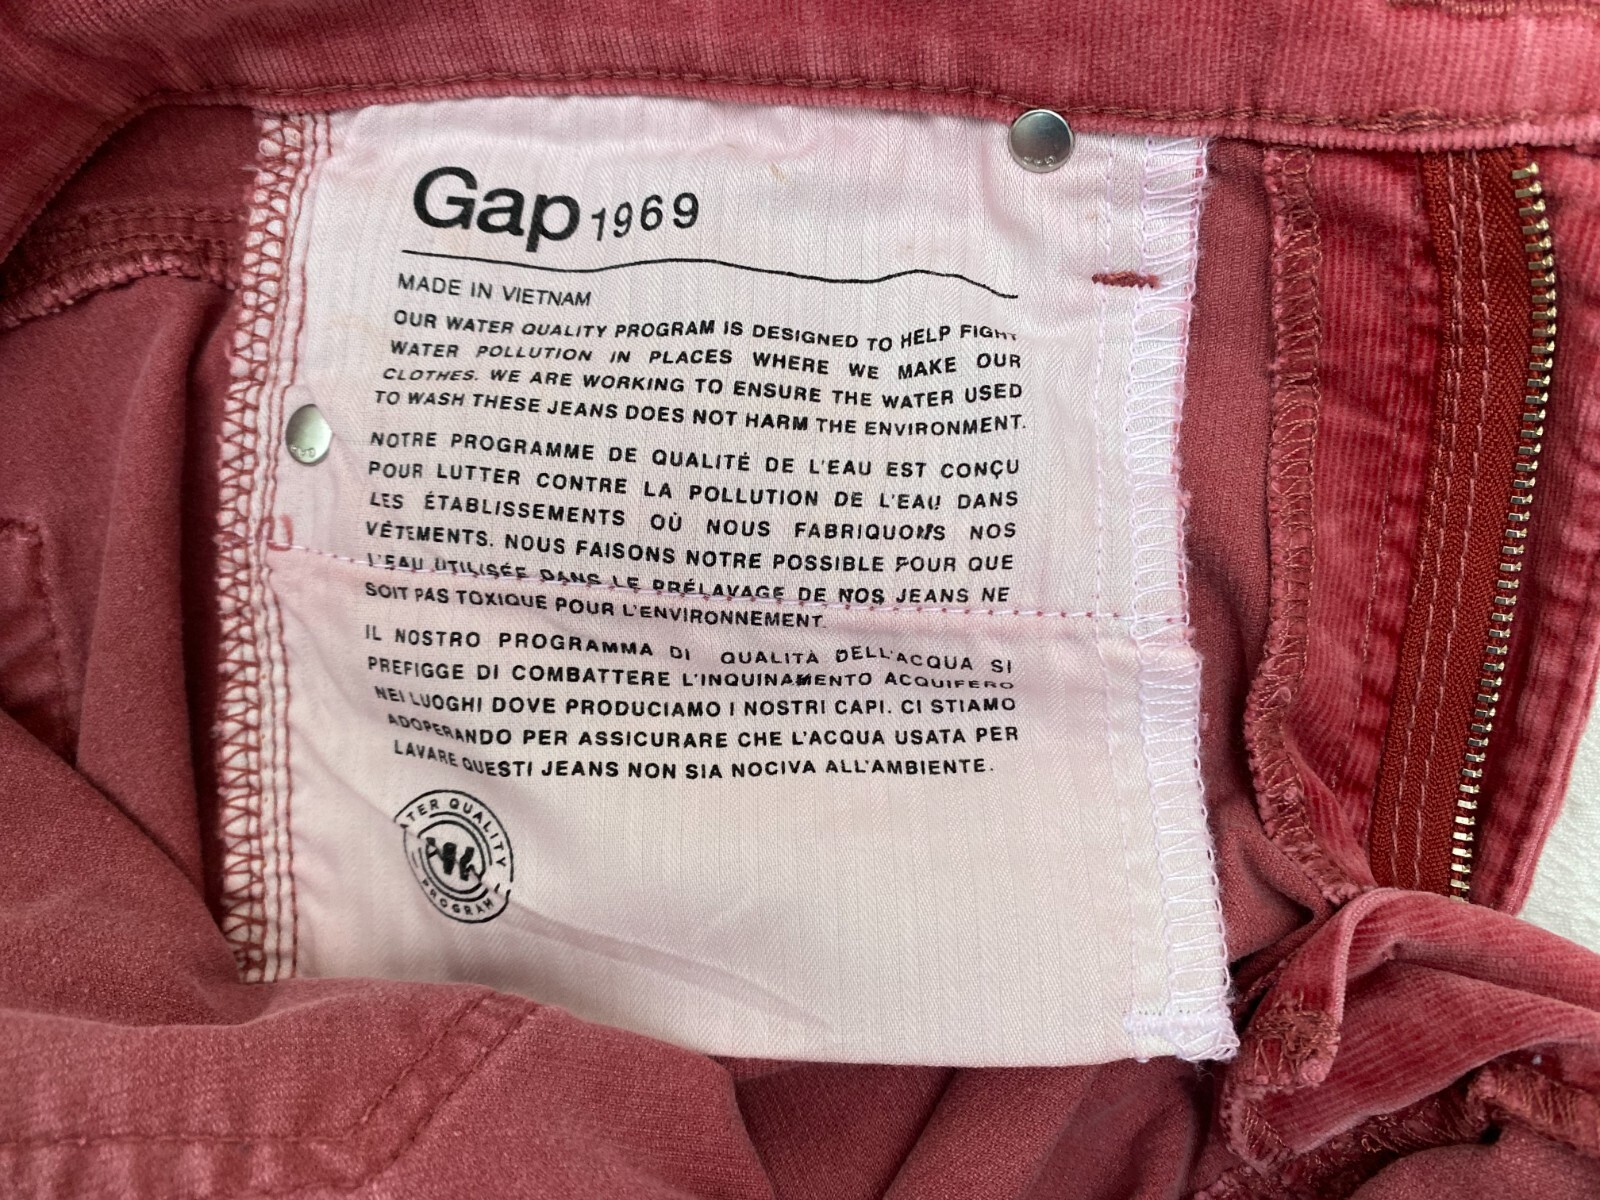 Gap 1969
MADE IN VIETNAM
OUR WATER QUALITY PROGRAM IS DESIGNED TO HELP FIGHT
WATER POLLUTION IN PLACES WHERE WE MAKE OUR
CLOTHES. WE ARE WORKING TO ENSURE THE WATER USED
TO WASH THESE JEANS DOES NOT HARM THE ENVIRONMENT.
NOTRE PROGRAMME DE QUALITÉ DE L'EAU EST CONÇU
POUR LUTTER CONTRE LA POLLUTION DE L'EAU DANS
LES ÉTABLISSEMENTS OÙ NOUS FABRIQUONS NOS
VÊTEMENTS. NOUS FAISONS NOTRE POSSIBLE POUR QUE
L'EAU UTILISÉE DANS LE PRÉLAVAGE DE NOS JEANS NE
SOIT PAS TOXIQUE POUR L'ENVIRONNEMENT.
IL NOSTRO PROGRAMMA DI QUALITÀ DELL'ACQUA SI
PREFIGGE DI COMBATTERE L'INQUINAMENTO ACQUIFERO
NEI LUOGHI DOVE PRODUCIAMO I NOSTRI CAPI. CI STIAMO
ADOPERANDO PER ASSICURARE CHE L'ACQUA USATA PER
LAVARE QUESTI JEANS NON SIA NOCIVA ALL'AMBIENTE.
QUALITY
PROGRAM